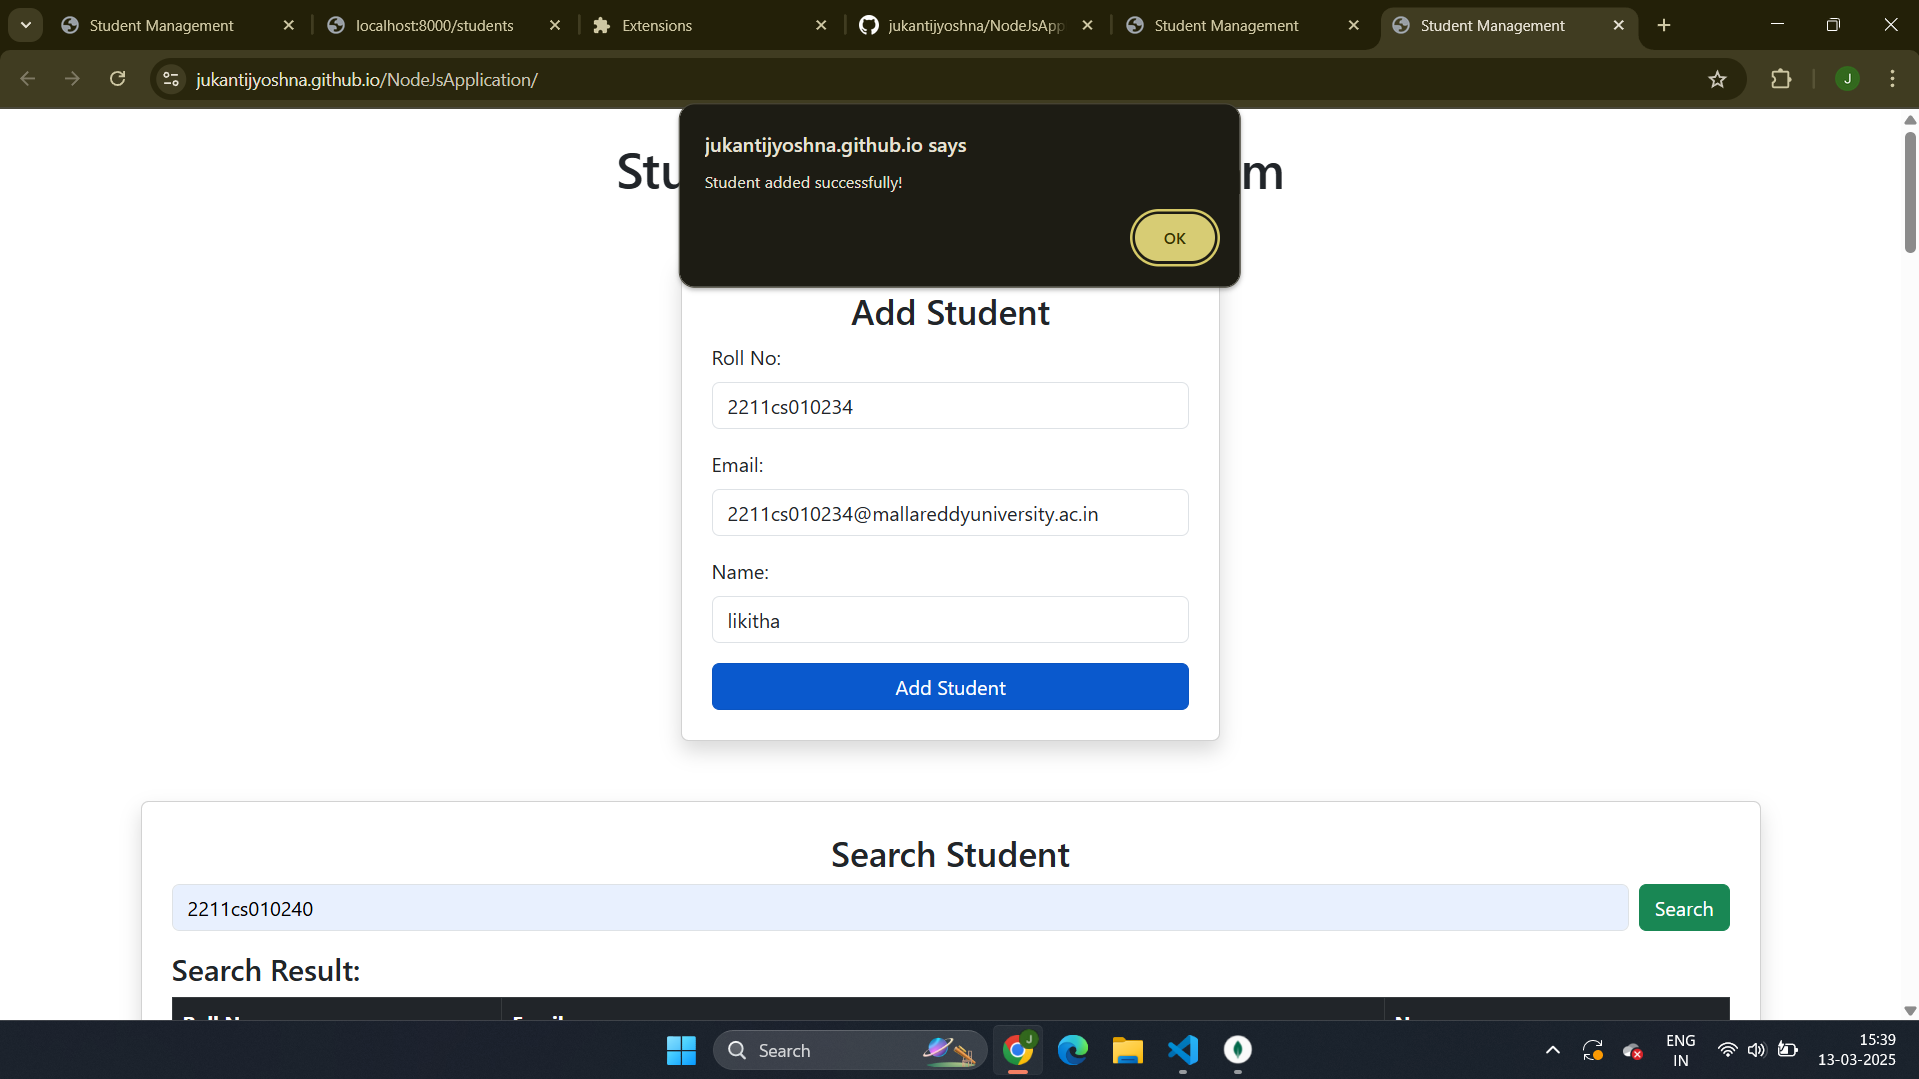 Student Management
localhost:8000/students
Extensions
jukantijyoshna/NodeJsApp
Student Management
Student Management
jukantijyoshna.github.io/NodeJsApplication/
J
Stu
m
jukantijyoshna.github.io says
Student added successfully!
OK
Add Student
Roll No:
2211cs010234
Email:
2211cs010234@mallareddyuniversity.ac.in
Name:
likitha
Add Student
Search Student
2211cs010240
Search
Search Result:
Search
J
ENG
IN
15:39
13-03-2025